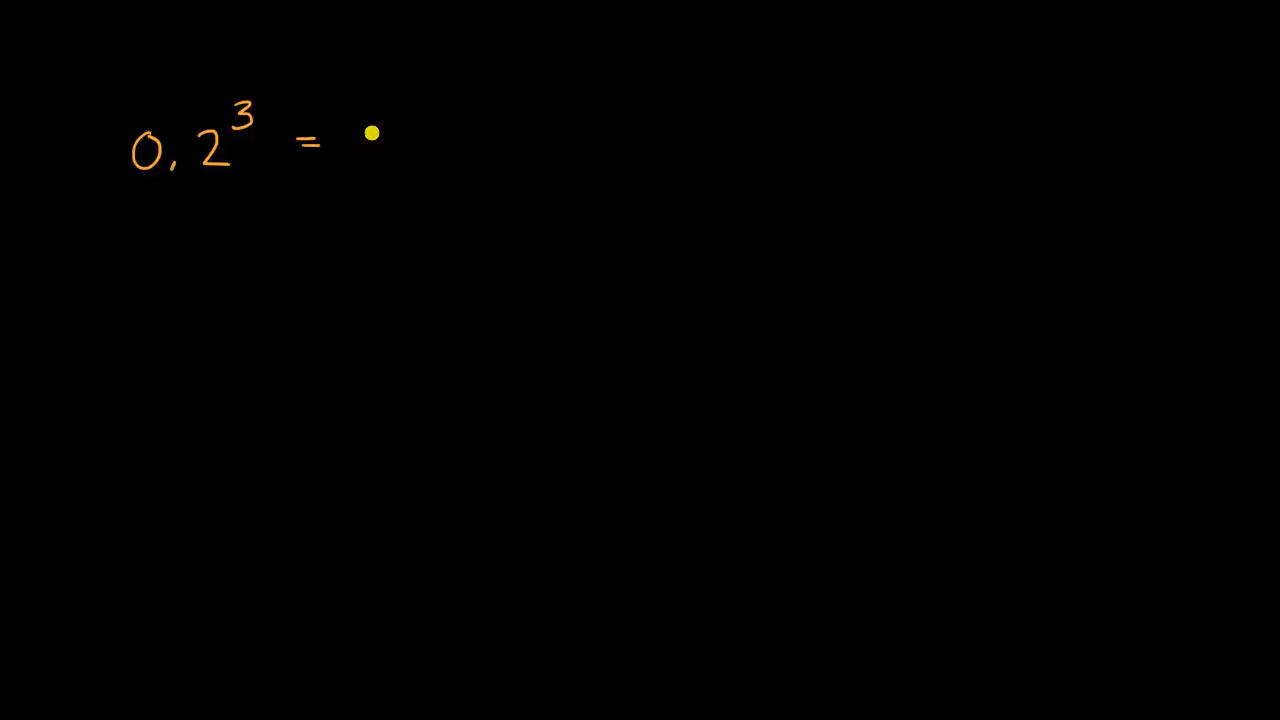 0,2³ =